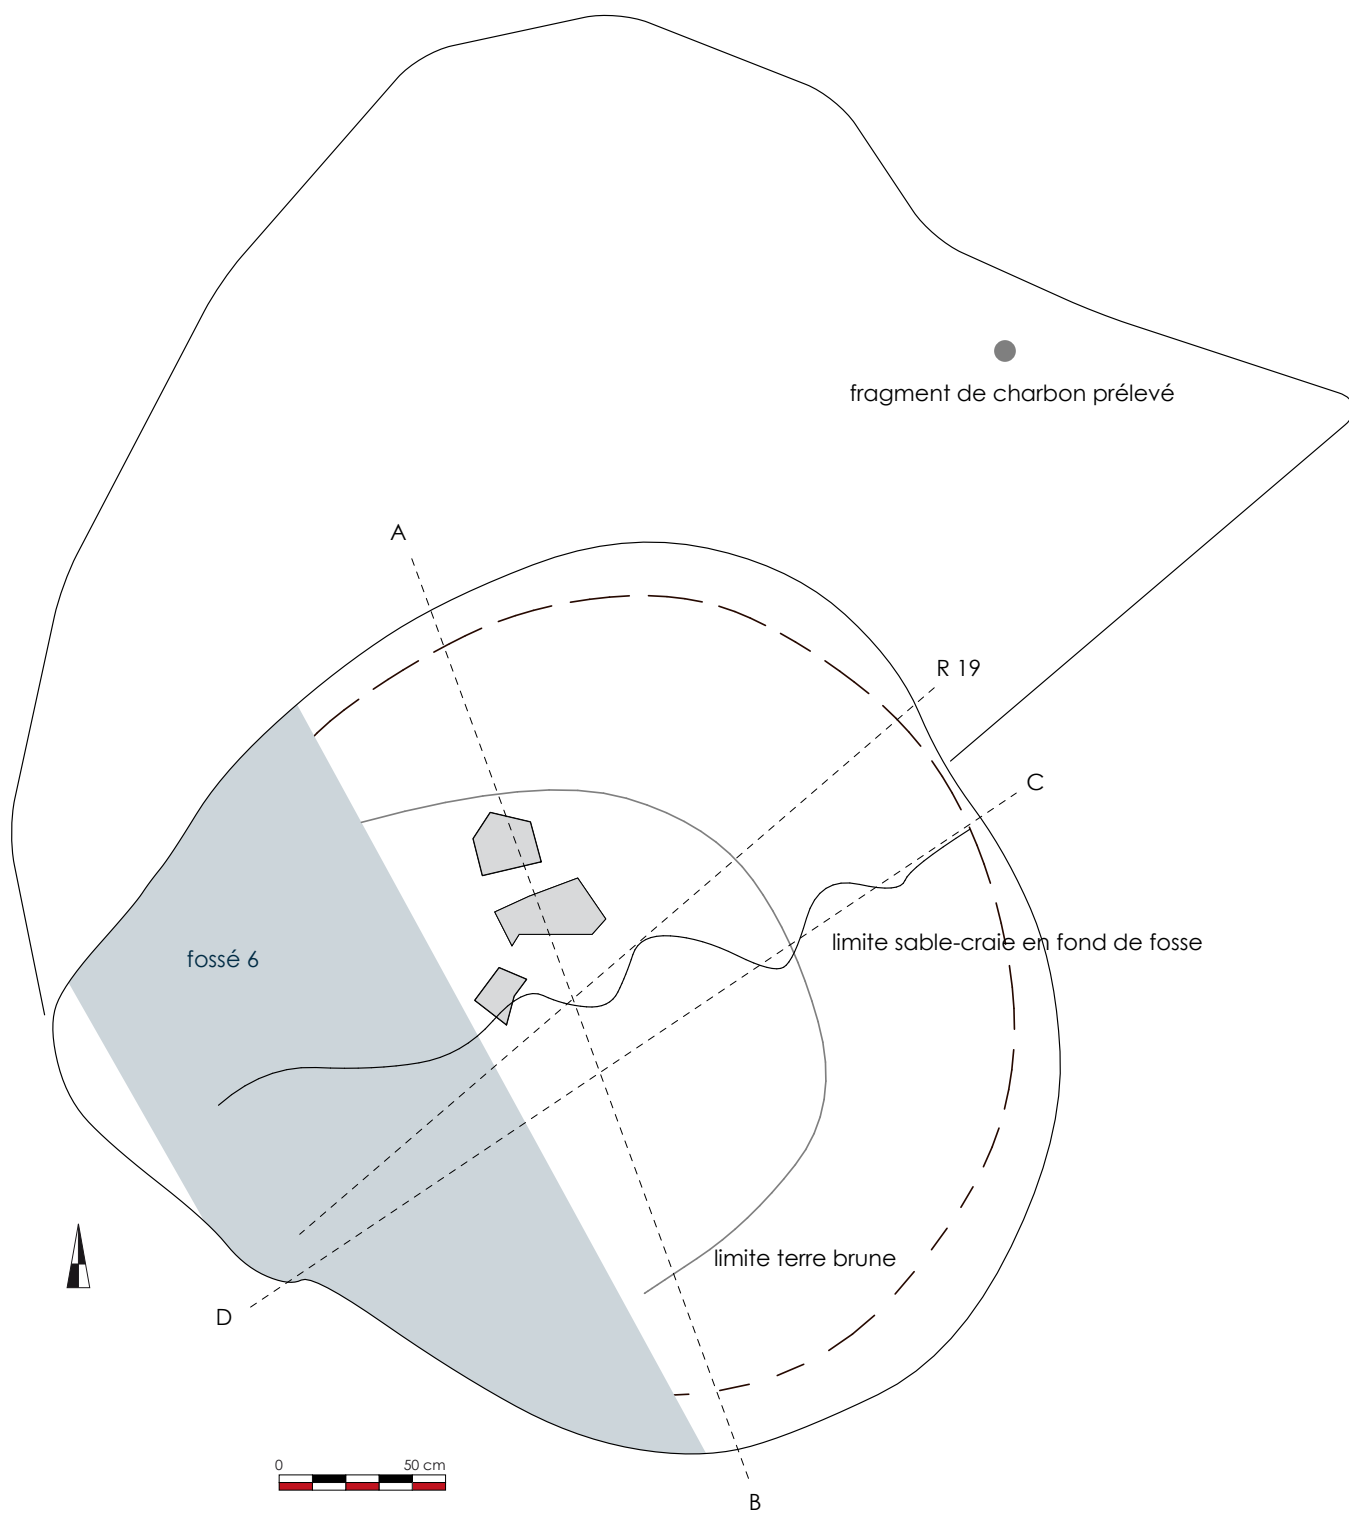 fragment de charbon prélevé
A
R 19
C
limite sable-craie en fond de fosse
fossé 6
limite terre brune
D
0 50 cm
B